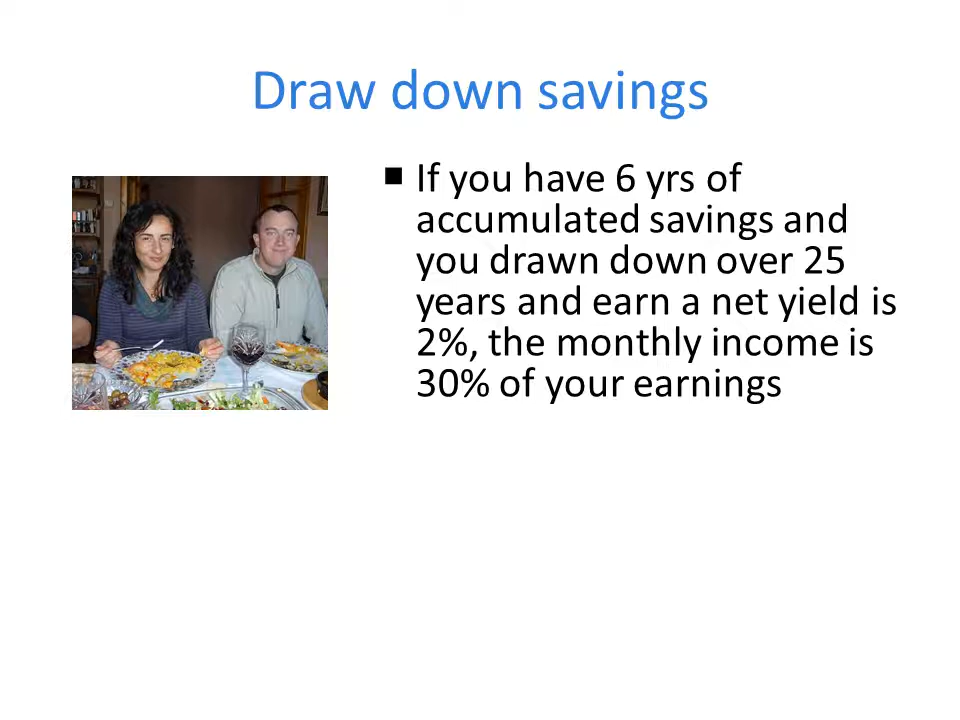 Draw down savings
If you have 6 yrs of
accumulated savings and
you drawn down over 25
years and earn a net yield is
2%, the monthly income is
30% of your earnings